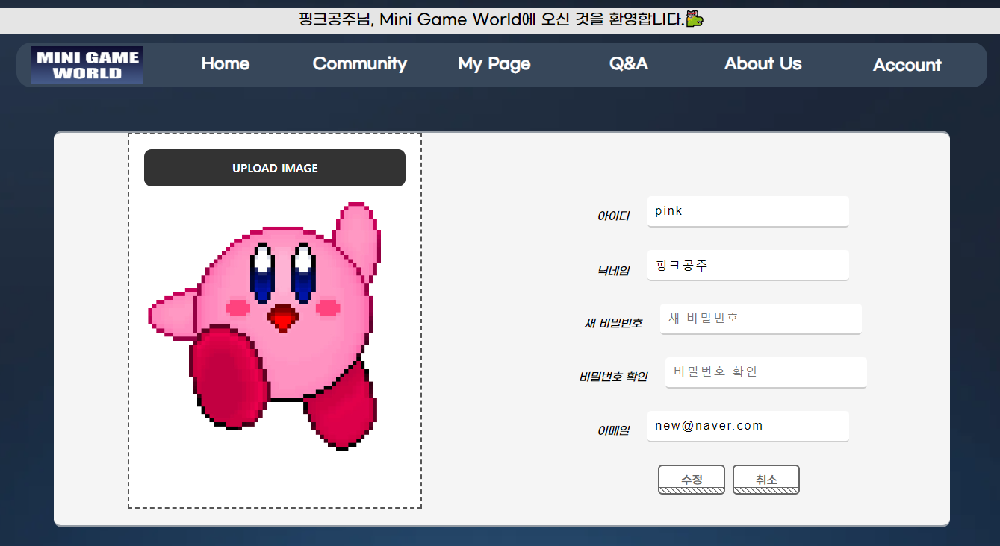 핑크공주님, Mini Game World에 오신 것을 환영합니다.
MINI GAME
WORLD
Home
Community
My Page
Q&A
About Us
Account
UPLOAD IMAGE
아이디
pink
닉네임
핑크공주
새 비밀번호
새 비밀번호
비밀번호 확인
비밀번호 확인
이메일
new@naver.com
수정
취소